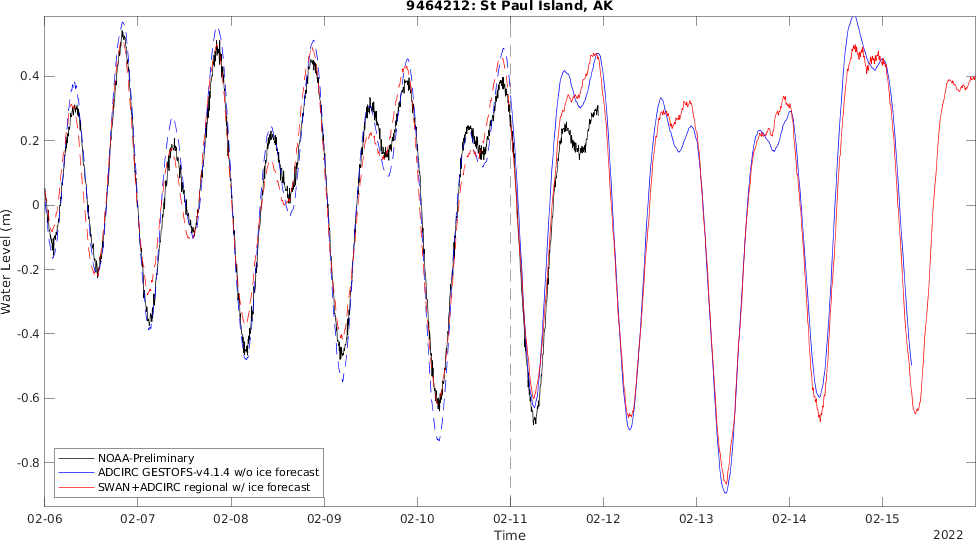 9464212: St Paul Island, AK
0.4
0.2
0
-0.2
-0.4
-0.6
-0.8
Water Level (m)
NOAA-Preliminary
ADCIRC GESTOFS-v4.1.4 w/o ice forecast
SWAN+ADCIRC regional w/ ice forecast
02-06 02-07 02-08 02-09 02-10 02-11 02-12 02-13 02-14 02-15
Time
2022